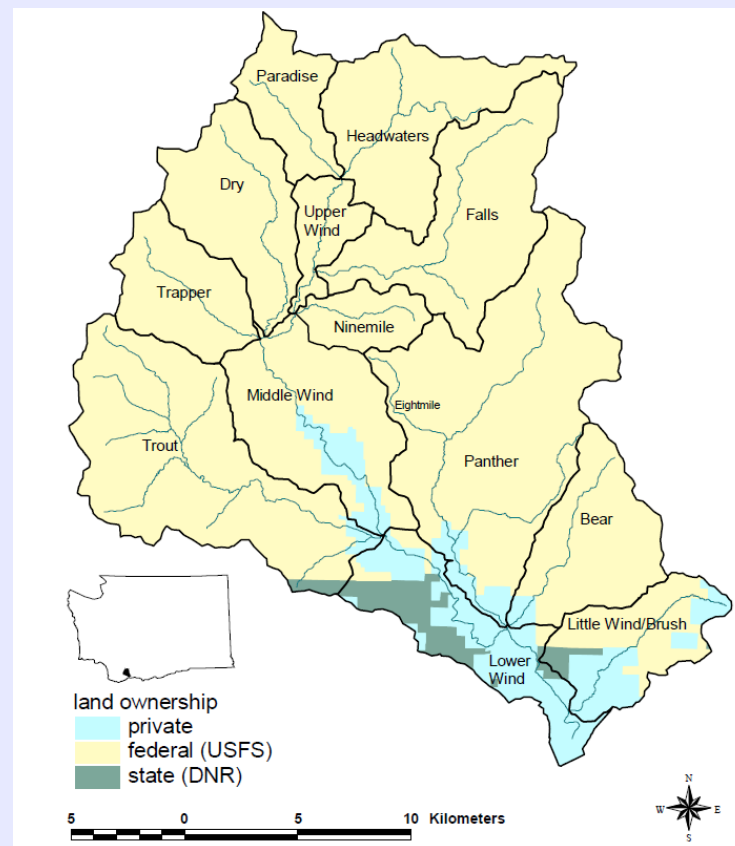 Paradise
Headwaters
Dry
Upper
Wind
Falls
Trapper
Ninemile
Middle Wind
Eightmile
Trout
Panther
Bear
Little Wind/Brush
Lower
Wind
land ownership
private
federal (USFS)
state (DNR)
N
W
E
S
5 0 5 10 Kilometers